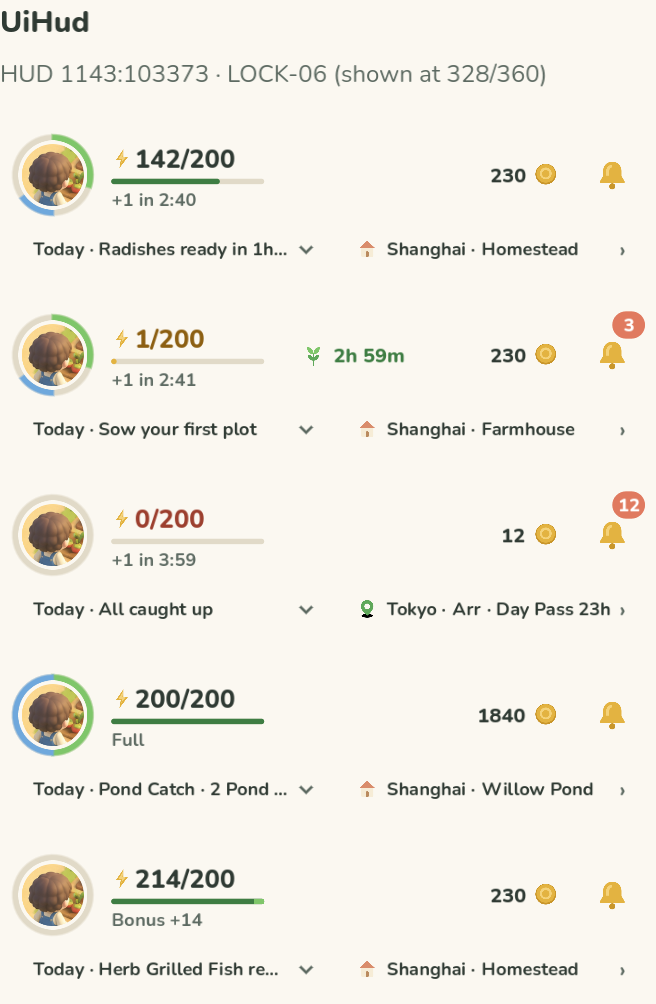 UiHud
HUD 1143:103373 · LOCK-06 (shown at 328/360)
142/200
230
+1 in 2:40
Today · Radishes ready in 1h...
Shanghai · Homestead ›
3
1/200
2h 59m
230
+1 in 2:41
Today · Sow your first plot
Shanghai · Farmhouse ›
12
0/200
12
+1 in 3:59
Today · All caught up
Tokyo · Arr · Day Pass 23h ›
200/200
1840
Full
Today · Pond Catch · 2 Pond ...
Shanghai · Willow Pond ›
214/200
230
Bonus +14
Today · Herb Grilled Fish re...
Shanghai · Homestead ›